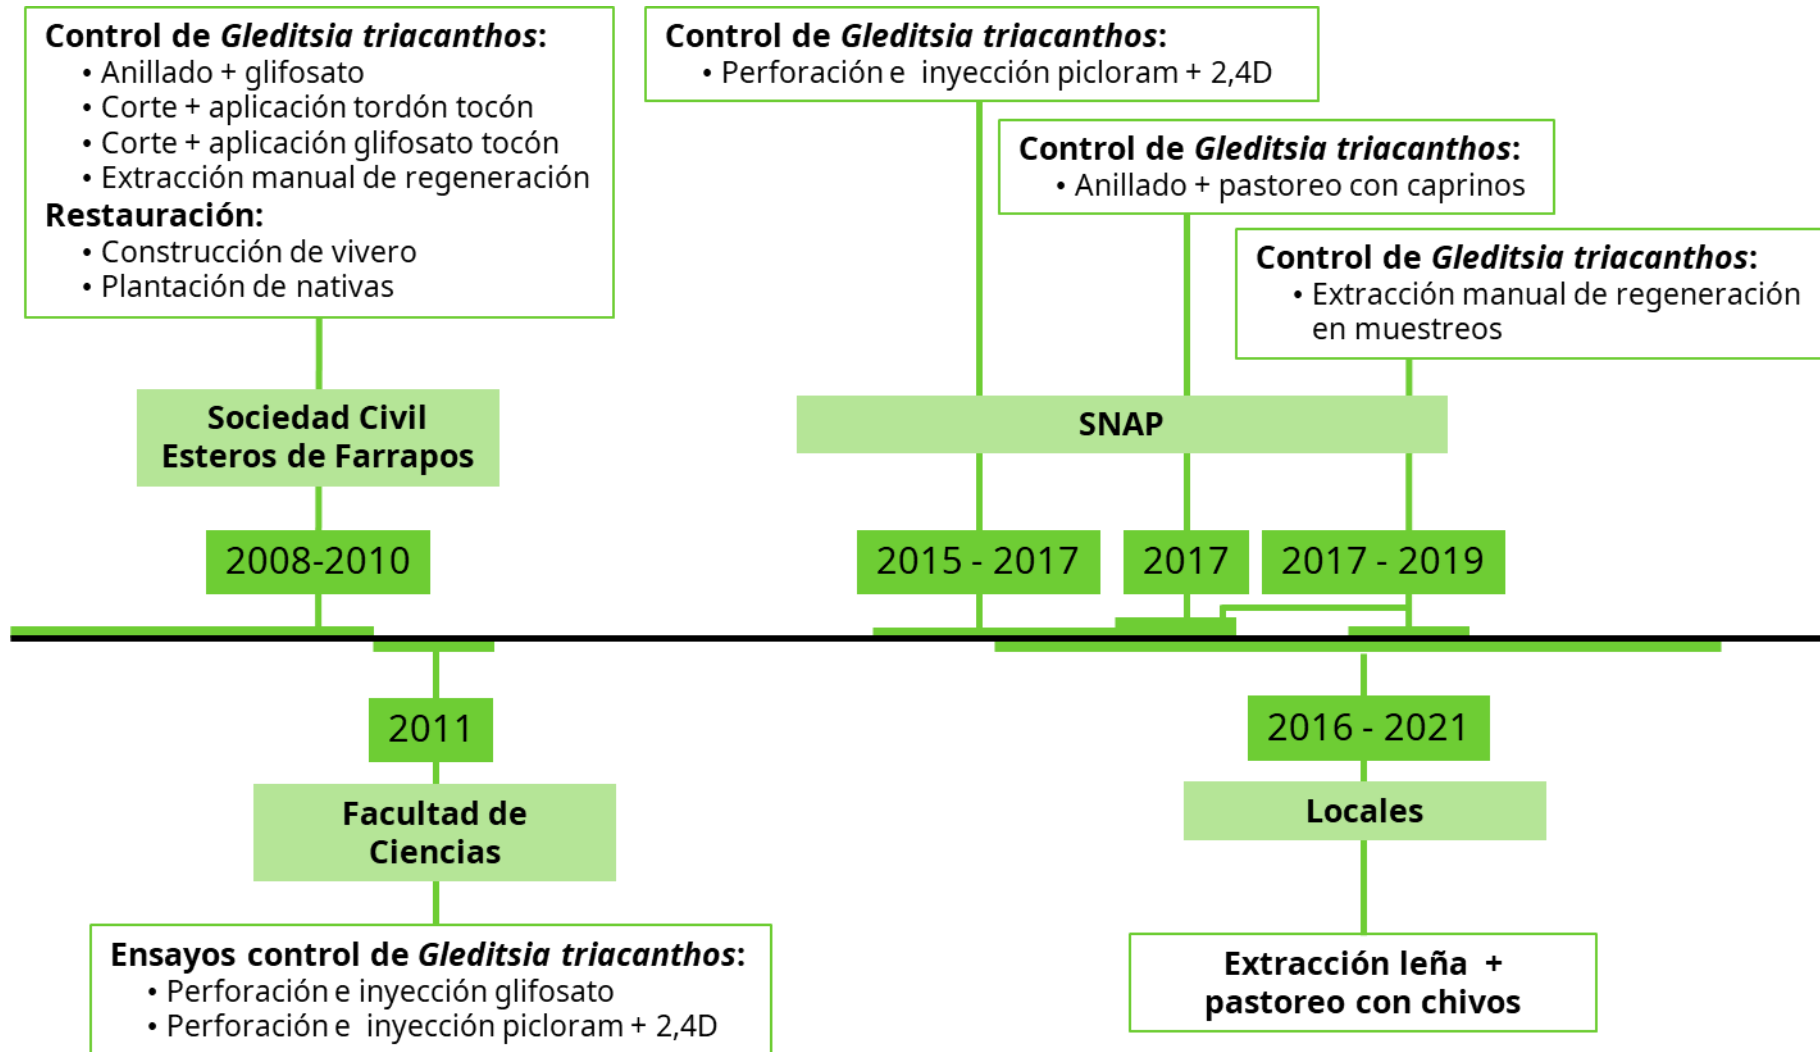 Control de Gleditsia triacanthos:
• Anillado + glifosato
• Corte + aplicación tordón tocón
• Corte + aplicación glifosato tocón
• Extracción manual de regeneración
Restauración:
• Construcción de vivero
• Plantación de nativas
Control de Gleditsia triacanthos:
• Perforación e inyección picloram + 2,4D
Control de Gleditsia triacanthos:
• Anillado + pastoreo con caprinos
Control de Gleditsia triacanthos:
• Extracción manual de regeneración
en muestreos
Sociedad Civil
Esteros de Farrapos
SNAP
2008-2010
2015 - 2017
2017
2017 - 2019
2011
2016 - 2021
Facultad de
Ciencias
Locales
Ensayos control de Gleditsia triacanthos:
• Perforación e inyección glifosato
• Perforación e inyección picloram + 2,4D
Extracción leña +
pastoreo con chivos